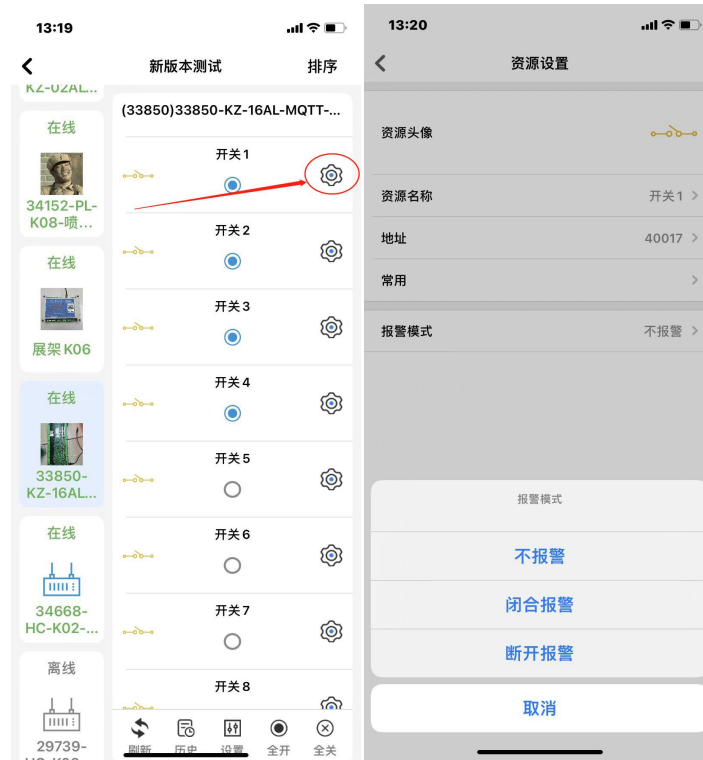 13:19
新版本测试
排序
KZ-02AL...
在线
34152-PL-
K08-喷...
在线
展架K06
在线
33850-
KZ-16AL...
在线
34668-
HC-K02-...
离线
29739-
(33850)33850-KZ-16AL-MQTT-...
开关1
开关2
开关3
开关4
开关5
开关6
开关7
开关8
刷新
历史
设置
全开
全关
13:20
资源设置
资源头像
资源名称
开关1
地址
40017
常用
报警模式
不报警
报警模式
不报警
闭合报警
断开报警
取消